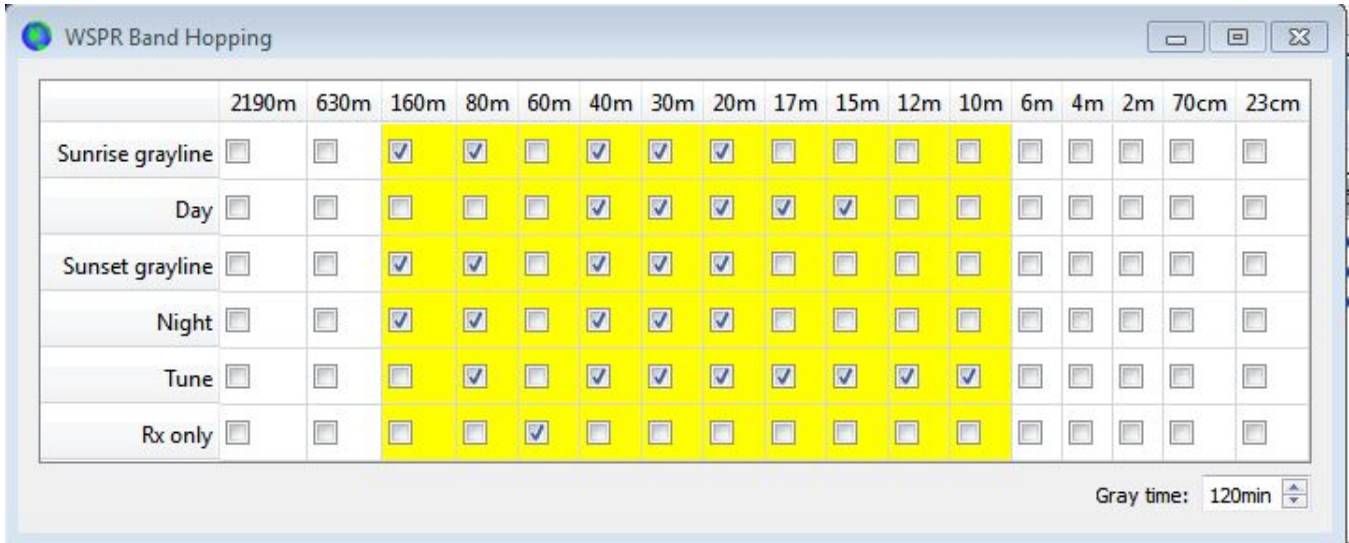 WSPR Band Hopping
2190m 630m 160m 80m 60m 40m 30m 20m 17m 15m 12m 10m 6m 4m 2m 70cm 23cm
Sunrise grayline
Day
Sunset grayline
Night
Tune
Rx only
Gray time: 120min